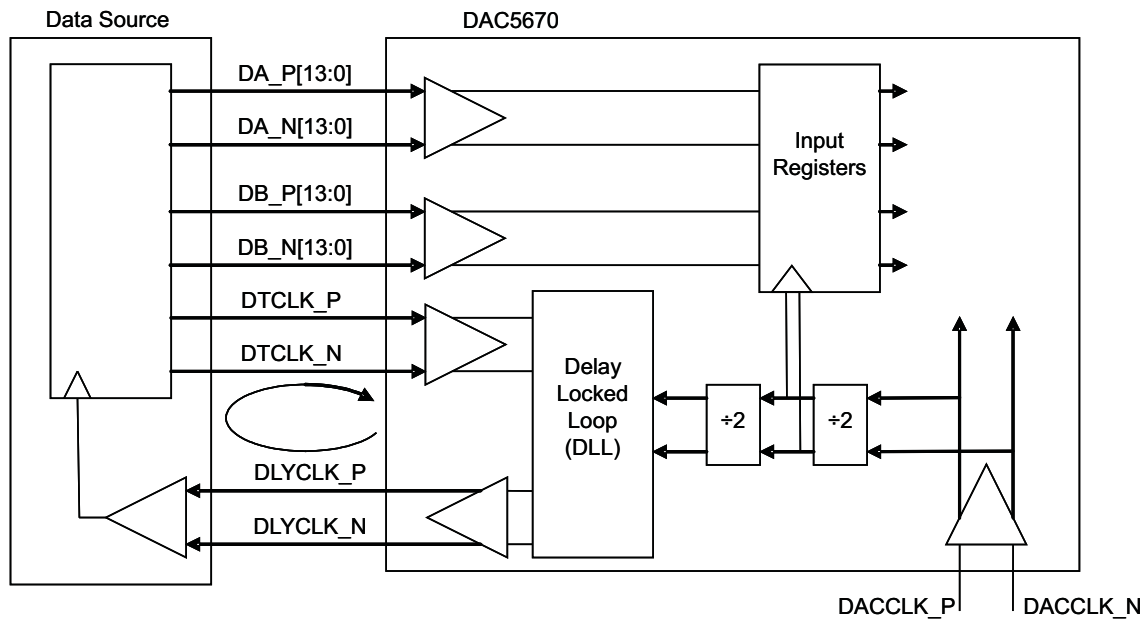 Data Source
DAC5670
DA_P[13:0]
DA_N[13:0]
DB_P[13:0]
DB_N[13:0]
DTCLK_P
DTCLK_N
DLYCLK_P
DLYCLK_N
Input
Registers
Delay
Locked
Loop
(DLL)
÷2
÷2
DACCLK_P
DACCLK_N